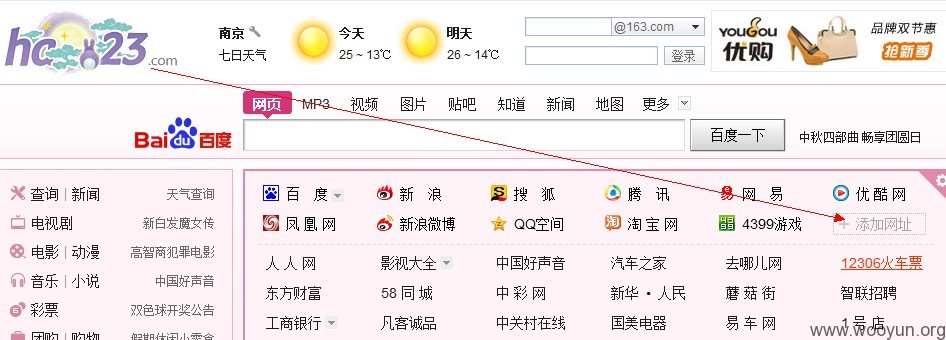 hao123.com
南京 今天 明天 @163.com YOUGOU 品牌双节惠
七日天气 25 ~ 13℃ 26 ~ 14℃ 登录 优购 抢新季
网页 MP3 视频 图片 贴吧 知道 新闻 地图 更多
Bai du 百度 百度一下 中秋四部曲 畅享团圆日
查询 | 新闻 天气查询 百 度 新 浪 搜 狐 腾 讯 网 易 优 酷 网
电视剧 新白发魔女传 凤 凰 网 新浪微博 QQ空间 淘 宝 网 4399游戏 + 添加网址
电影 | 动漫 高智商犯罪电影 人 人 网 影视大全 中国好声音 汽车之家 去哪儿网 12306火车票
音乐 | 小说 中国好声音 东方财富 58 同 城 中 彩 网 新华 · 人民 蘑 菇 街 智联招聘
彩票 双色球开奖公告 工商银行 凡客诚品 中关村在线 国美电器 易 车 网 1 号 店
团购 | 购物 假期休闲小零食
www.wooyun.org